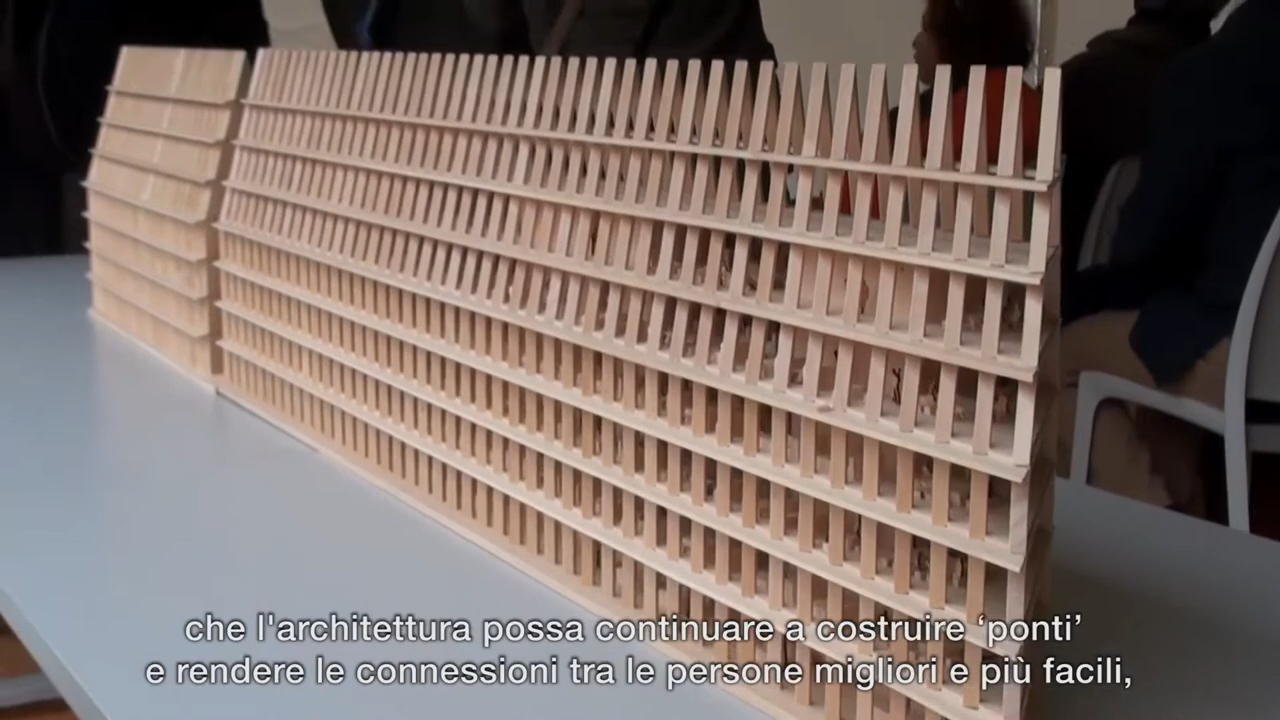 che l'architettura possa continuare a costruire ‘ponti’
e rendere le connessioni tra le persone migliori e più facili,